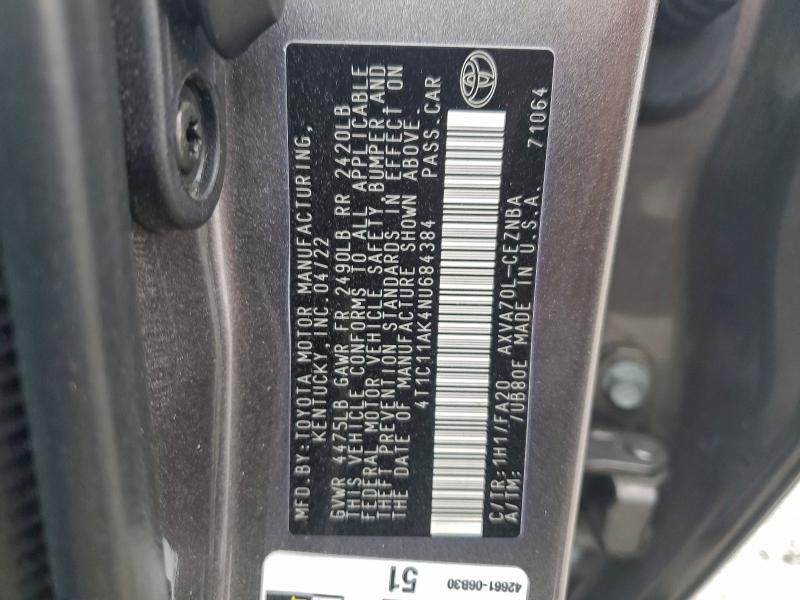 MFD.BY:TOYOTA MOTOR MANUFACTURING,
KENTUCKY, INC.04/22
GVWR 4475LB GAWR FR 2490LB RR 2420LB
THIS VEHICLE CONFORMS TO ALL APPLICABLE
FEDERAL MOTOR VEHICLE SAFETY, BUMPER AND
THEFT PREVENTION STANDARDS IN EFFECT ON
THE DATE OF MANUFACTURE SHOWN ABOVE.
4T1C11AK4NU684384 PASS.CAR
C/TR:1H1/FA20 AXVA70L-CEZNBA
A/TM: /UB80E MADE IN U.S.A. 71064
42661-06B30
51